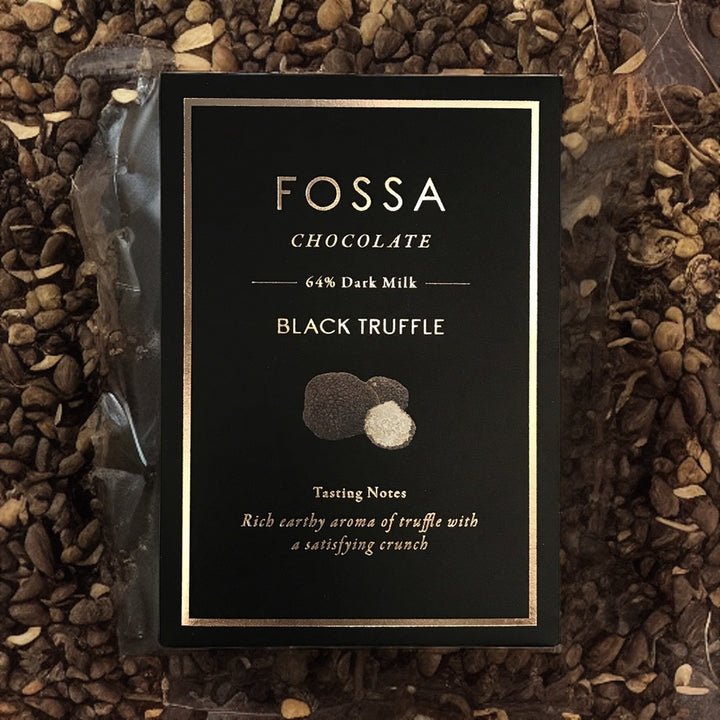 FOSSA
CHOCOLATE
64% Dark Milk
BLACK TRUFFLE
Tasting Notes
Rich earthy aroma of truffle with
a satisfying crunch